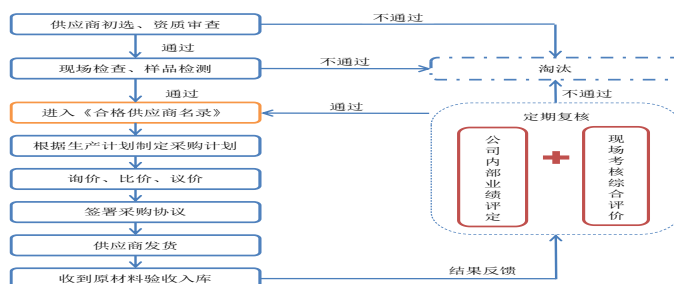 供应商初选、资质审查
不通过
通过
现场检查、样品检测
不通过
淘汰
通过
不通过
进入《合格供应商名录》
通过
定期复核
公司内部业绩评定
现场考核综合评价
根据生产计划制定采购计划
询价、比价、议价
签署采购协议
供应商发货
收到原材料验收入库
结果反馈